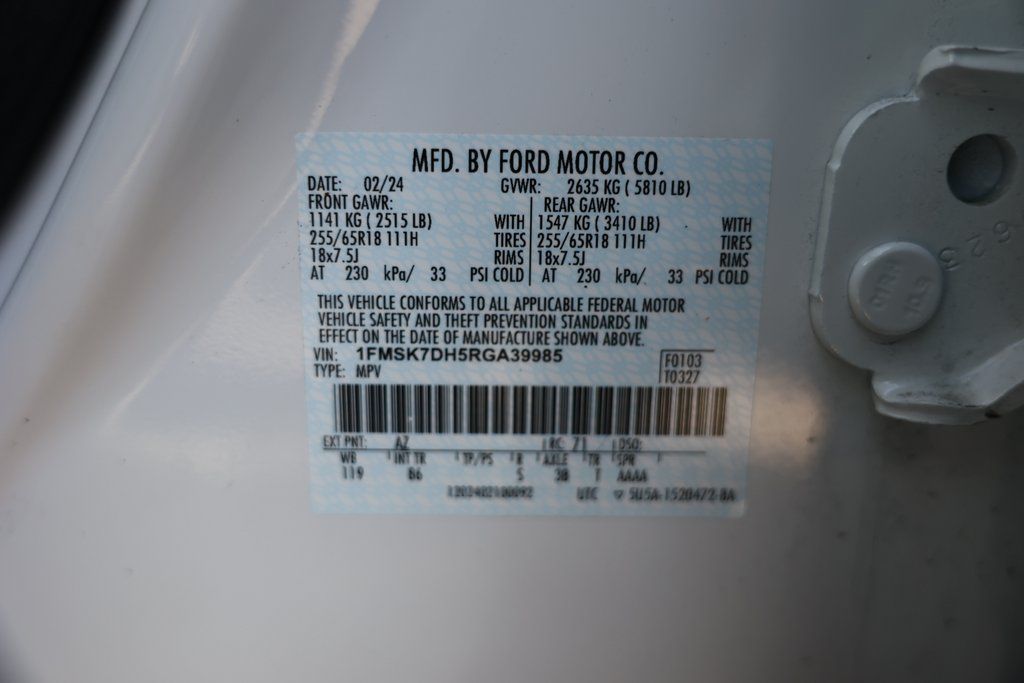 MFD. BY FORD MOTOR CO.
DATE: 02/24 GVWR: 2635 KG ( 5810 LB)
FRONT GAWR: REAR GAWR:
1141 KG ( 2515 LB) WITH 1547 KG ( 3410 LB) WITH
255/65R18 111H TIRES 255/65R18 111H TIRES
18x7.5J RIMS 18x7.5J RIMS
AT 230 kPa/ 33 PSI COLD AT 230 kPa/ 33 PSI COLD
THIS VEHICLE CONFORMS TO ALL APPLICABLE FEDERAL MOTOR
VEHICLE SAFETY AND THEFT PREVENTION STANDARDS IN
EFFECT ON THE DATE OF MANUFACTURE SHOWN ABOVE.
VIN: 1FMSK7DH5RGA39985
TYPE: MPV
F0103
T0327
EXT PNT: AZ RC: 71 DSO:
WB INT TR TP/PS R AXLE TR SPR
119 B6 S 3B T AAAA
UTC